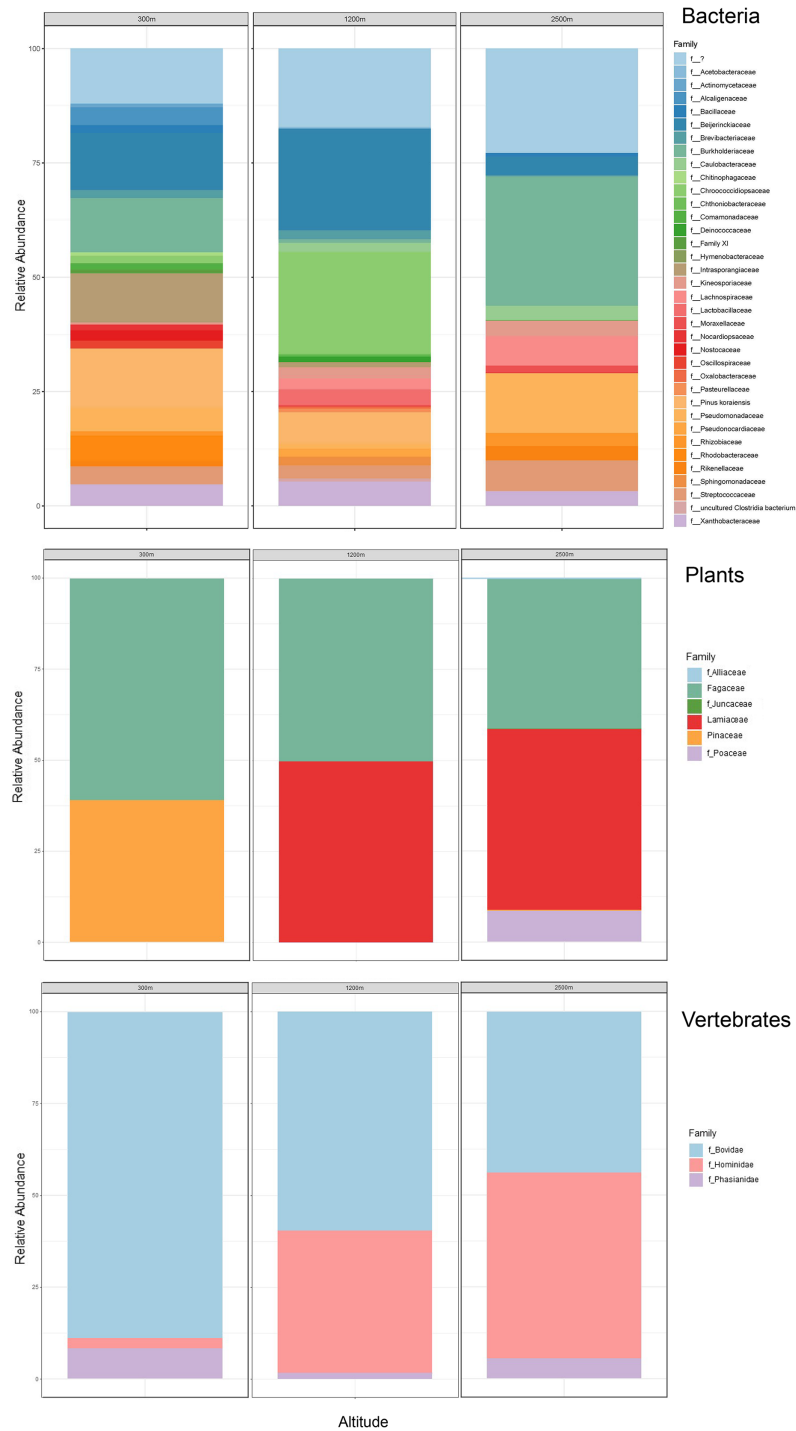 Bacteria
300m
1200m
2500m
100
75
50
25
0
Relative Abundance
Family
f__?
f__Acetobacteraceae
f__Actinomycetaceae
f__Alcaligenaceae
f__Bacillaceae
f__Beijerinckiaceae
f__Brevibacteriaceae
f__Burkholderiaceae
f__Caulobacteraceae
f__Chitinophagaceae
f__Chroococcidiopsaceae
f__Chthoniobacteraceae
f__Comamonadaceae
f__Deinococcaceae
f__Family XI
f__Hymenobacteraceae
f__Intrasporangiaceae
f__Kineosporiaceae
f__Lachnospiraceae
f__Lactobacillaceae
f__Moraxellaceae
f__Nocardiopsaceae
f__Nostocaceae
f__Oscillospiraceae
f__Oxalobacteraceae
f__Pasteurellaceae
f__Pinus koraiensis
f__Pseudomonadaceae
f__Pseudonocardiaceae
f__Rhizobiaceae
f__Rhodobacteraceae
f__Rikenellaceae
f__Sphingomonadaceae
f__Streptococcaceae
f__uncultured Clostridia bacterium
f__Xanthobacteraceae
Plants
300m
1200m
2500m
100
75
50
25
0
Relative Abundance
Family
f_Alliaceae
Fagaceae
f_Juncaceae
Lamiaceae
Pinaceae
f_Poaceae
Vertebrates
300m
1200m
2500m
100
75
50
25
0
Relative Abundance
Family
f_Bovidae
f_Hominidae
f_Phasianidae
Altitude